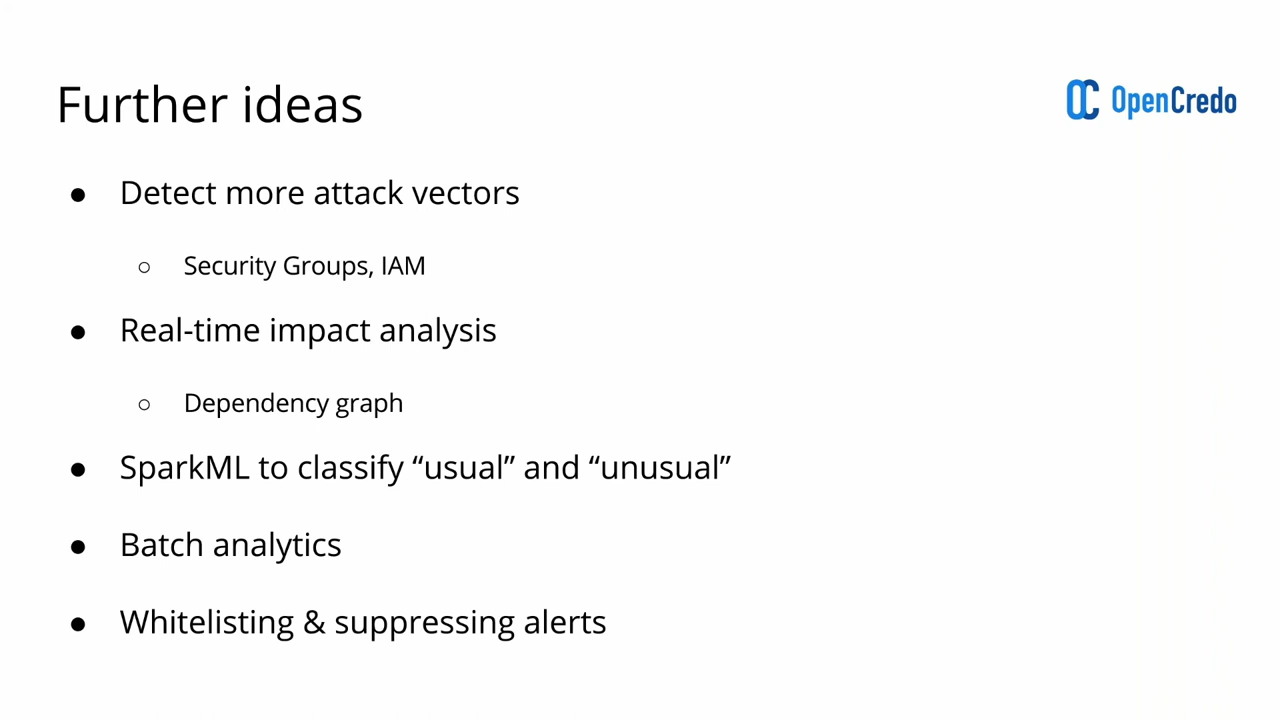 Further ideas
OpenCredo
● Detect more attack vectors
○ Security Groups, IAM
● Real-time impact analysis
○ Dependency graph
● SparkML to classify “usual” and “unusual”
● Batch analytics
● Whitelisting & suppressing alerts